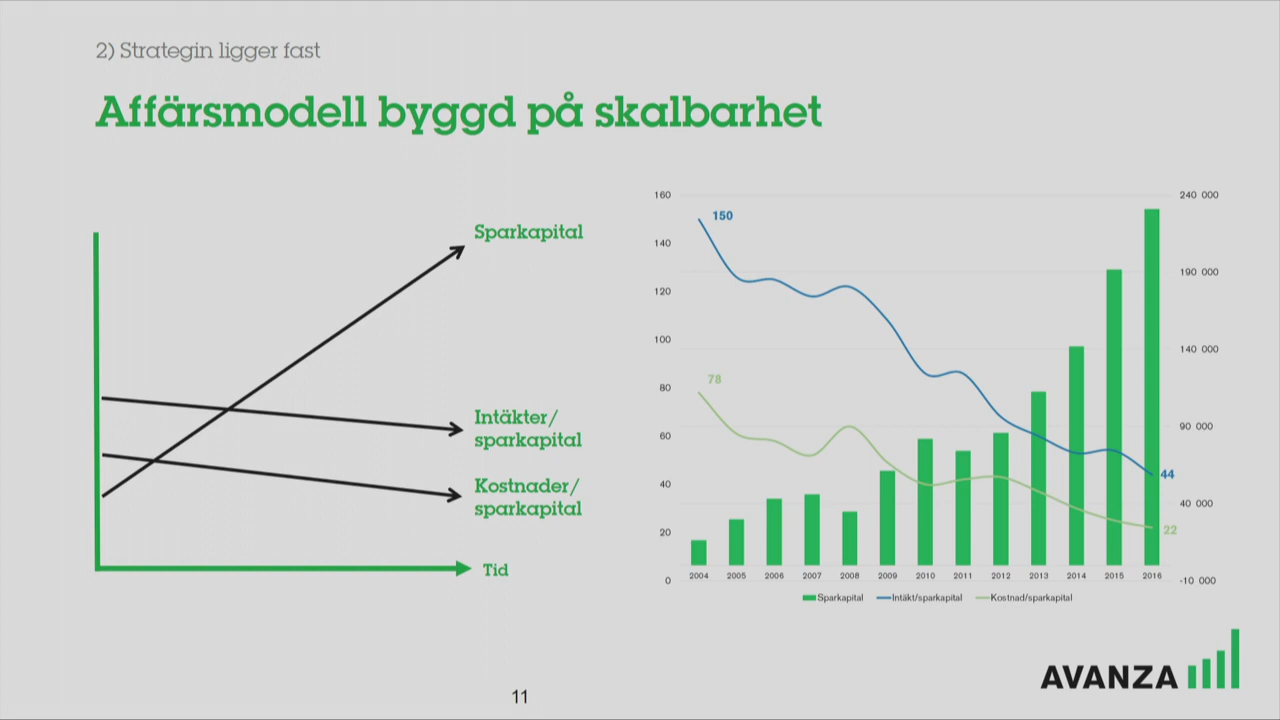 2) Strategin ligger fast
Affärsmodell byggd på skalbarhet
Sparkapital
Intäkter/
sparkapital
Kostnader/
sparkapital
Tid
160
140
120
100
80
60
40
20
0
240 000
190 000
140 000
90 000
40 000
-10 000
150
78
44
22
2004 2005 2006 2007 2008 2009 2010 2011 2012 2013 2014 2015 2016
Sparkapital Intäkt/sparkapital Kostnad/sparkapital
AVANZA
11